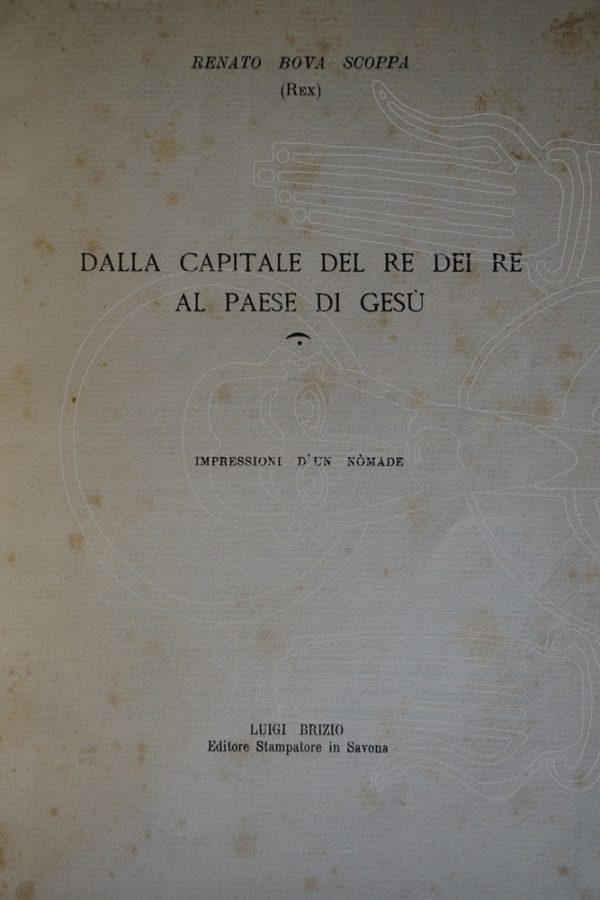 RENATO BOVA SCOPPA
(REX)
DALLA CAPITALE DEL RE DEI RE
AL PAESE DI GESÙ
IMPRESSIONI D'UN NÒMADE
LUIGI BRIZIO
Editore Stampatore in Savona